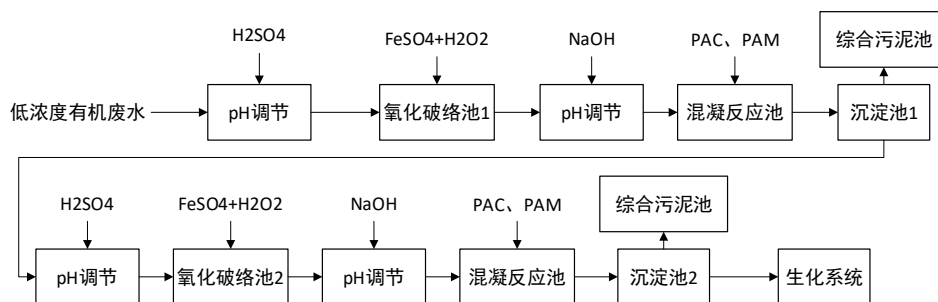 综合污泥池
H2SO4
FeSO4+H2O2
NaOH
PAC、PAM
低浓度有机废水
pH调节
氧化破络池1
pH调节
混凝反应池
沉淀池1
H2SO4
FeSO4+H2O2
NaOH
PAC、PAM
综合污泥池
pH调节
氧化破络池2
pH调节
混凝反应池
沉淀池2
生化系统